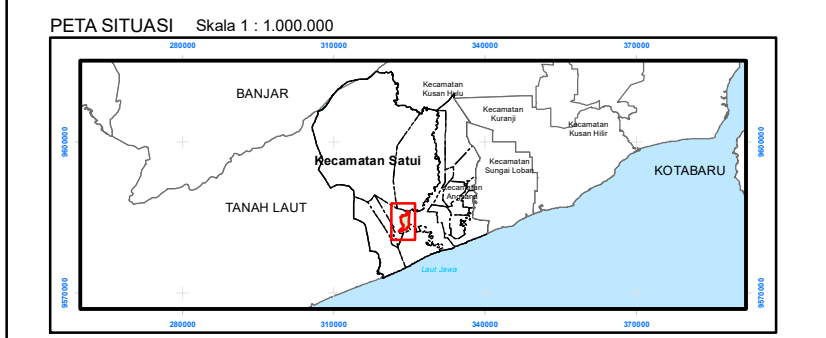 PETA SITUASI Skala 1 : 1.000.000
280000 310000 340000 370000
BANJAR
Kecamatan
Kusan Hulu
Kecamatan
Kuranji
Kecamatan
Kusan Hilir
9600000
9600000
Kecamatan Satui
Kecamatan
Sungai Loban
KOTABARU
Kecamatan
Angsana
TANAH LAUT
Laut Jawa
9570000
9570000
280000 310000 340000 370000